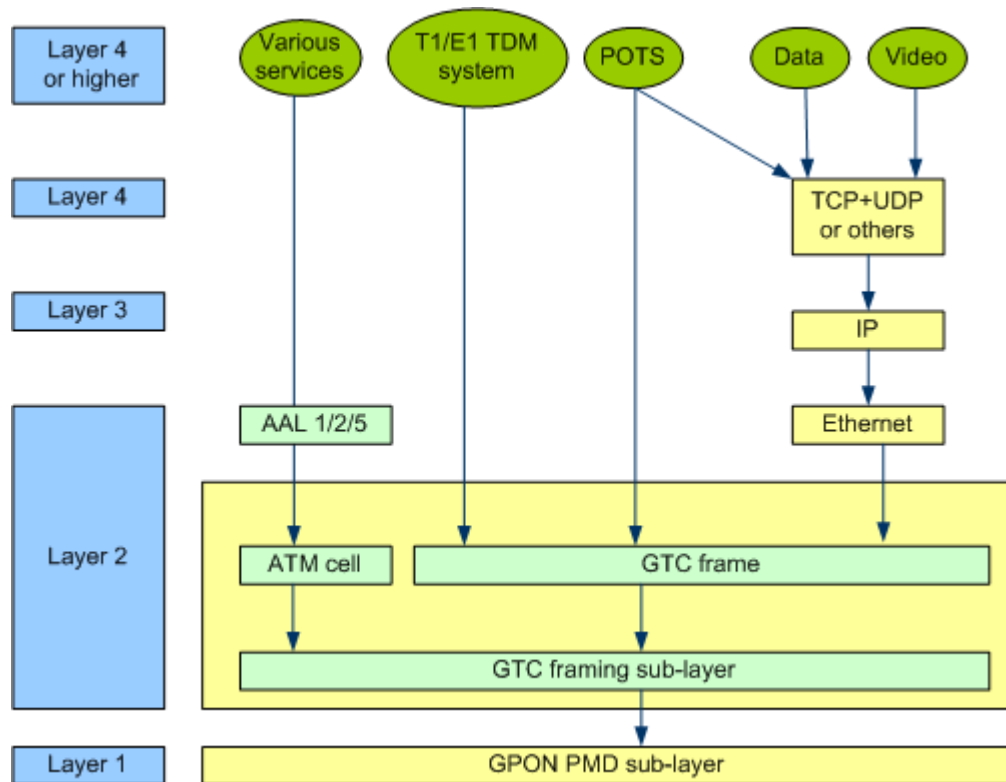 Layer 4
or higher
Various
services
T1/E1 TDM
system
POTS
Data
Video
Layer 4
TCP+UDP
or others
Layer 3
IP
AAL 1/2/5
Ethernet
Layer 2
ATM cell
GTC frame
GTC framing sub-layer
Layer 1
GPON PMD sub-layer